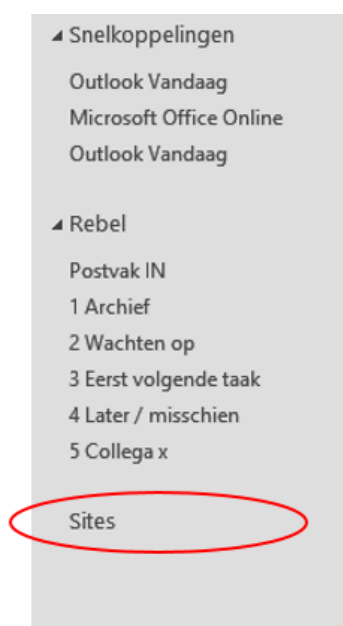 Snelkoppelingen
Outlook Vandaag
Microsoft Office Online
Outlook Vandaag
Rebel
Postvak IN
1 Archief
2 Wachten op
3 Eerst volgende taak
4 Later / misschien
5 Collega x
Sites